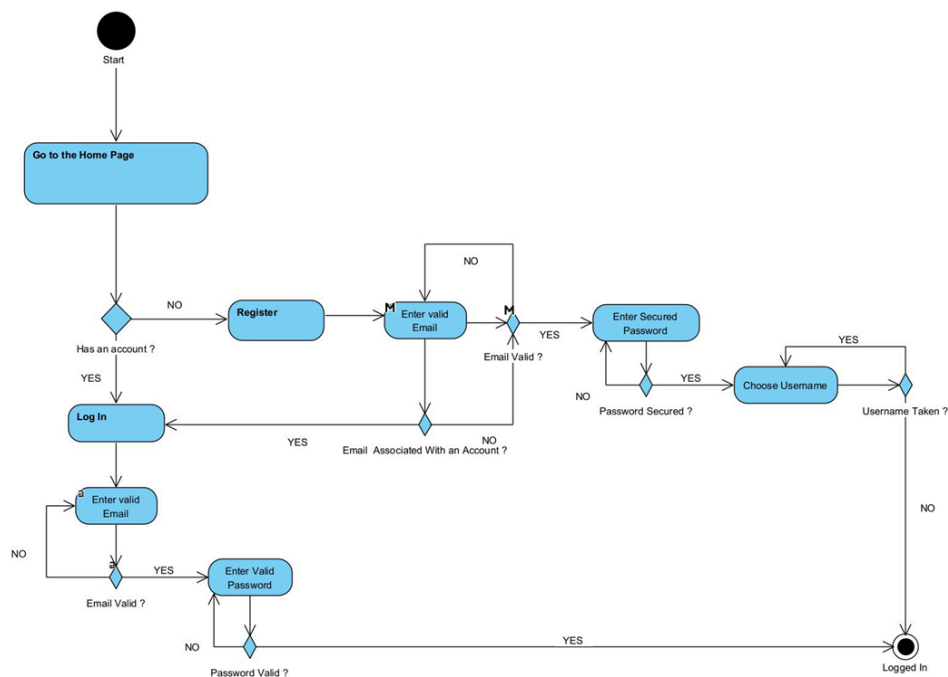 Start
Go to the Home Page
NO
NO
Register
M
Enter valid
Email
M
YES
Email Valid ?
Enter Secured
Password
Has an account ?
YES
NO
YES
Password Secured ?
YES
Choose Username
Username Taken ?
Log In
YES
NO
Email Associated With an Account ?
a
Enter valid
Email
NO
NO
a
YES
Email Valid ?
Enter Valid
Password
NO
YES
Password Valid ?
Logged In